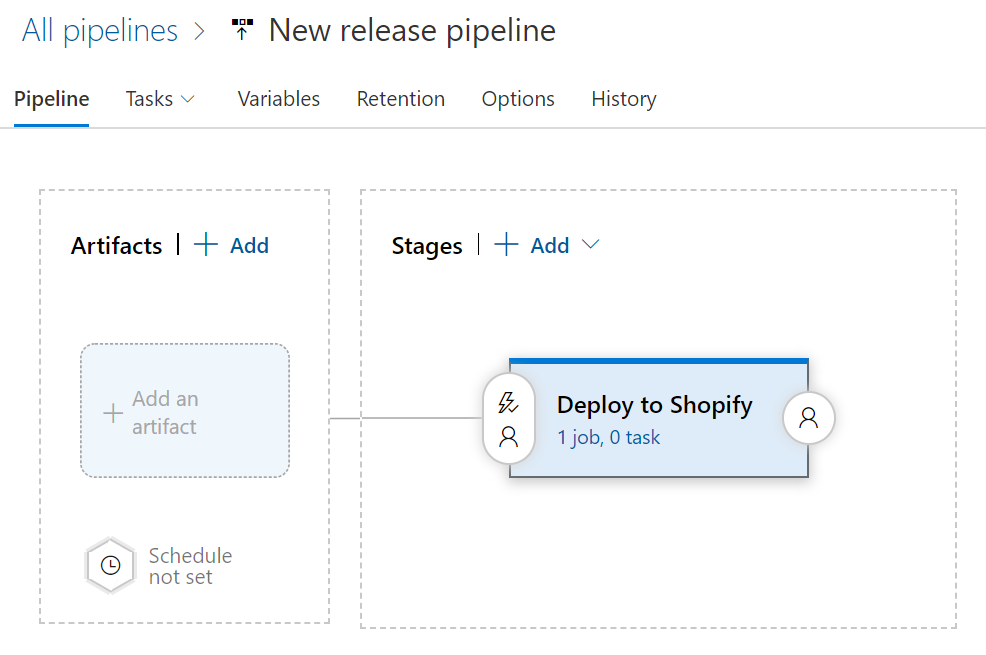 All pipelines > New release pipeline
Pipeline Tasks Variables Retention Options History
Artifacts | + Add
Stages | + Add
+ Add an
artifact
Deploy to Shopify
1 job, 0 task
Schedule
not set